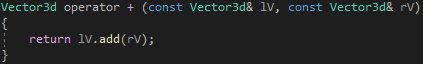 Vector3d operator + (const Vector3d& lV, const Vector3d& rV)
{
return lV.add(rV);
}